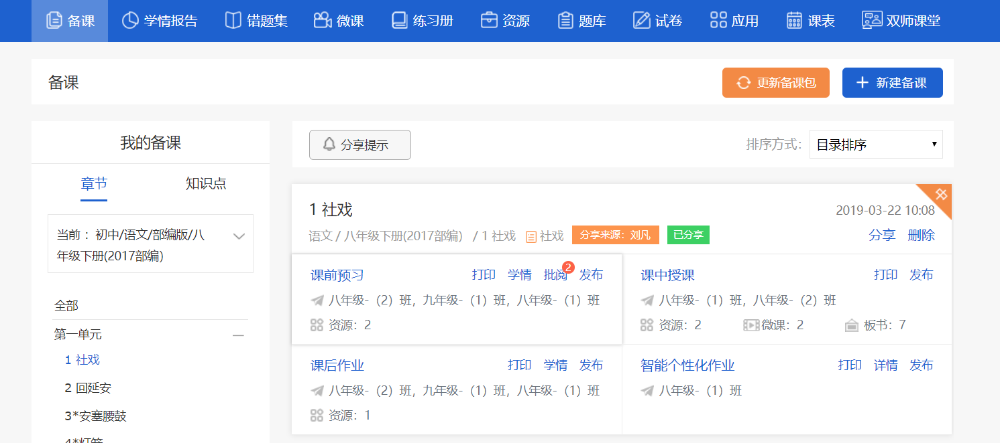 备课 学情报告 错题集 微课 练习册 资源 题库 试卷 应用 课表 双师课堂
备课 更新备课包 新建备课
我的备课
章节 知识点
当前：初中/语文/部编版/八
年级下册(2017部编)
全部
第一单元
1 社戏
2 回延安
3*安塞腰鼓
4*灯笼
分享提示 排序方式： 目录排序
1 社戏 2019-03-22 10:08
语文 / 八年级下册(2017部编) / 1 社戏 社戏 分享来源：刘凡 已分享 分享 删除
课前预习 打印 学情 批阅 2 发布
八年级-（2）班，九年级-（1）班，八年级-（1）班
资源：2
课中授课 打印 发布
八年级-（1）班，八年级-（2）班
资源：2 微课：2 板书：7
课后作业 打印 学情 发布
八年级-（2）班，九年级-（1）班，八年级-（1）班
资源：1
智能个性化作业 打印 详情 发布
八年级-（1）班